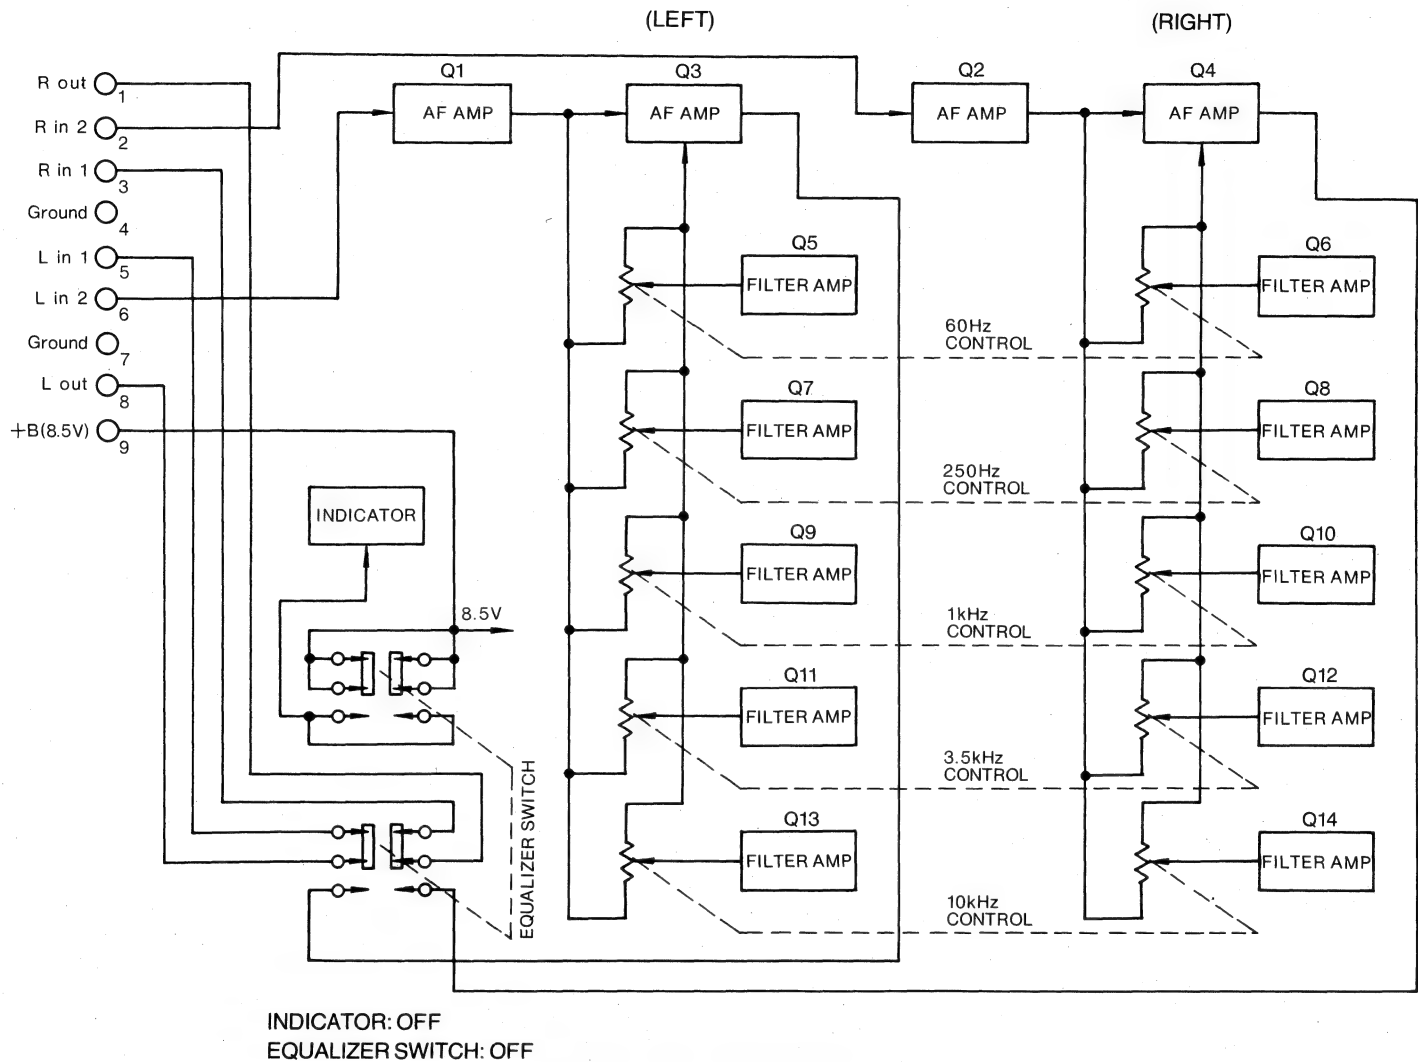 (LEFT)
(RIGHT)
R out
1
R in 2
2
R in 1
3
Ground
4
L in 1
5
L in 2
6
Ground
7
L out
8
+B(8.5V)
9
Q1
AF AMP
Q3
AF AMP
Q2
AF AMP
Q4
AF AMP
Q5
FILTER AMP
Q6
FILTER AMP
60Hz
CONTROL
Q7
FILTER AMP
Q8
FILTER AMP
250Hz
CONTROL
INDICATOR
Q9
FILTER AMP
Q10
FILTER AMP
8.5V
1kHz
CONTROL
Q11
FILTER AMP
Q12
FILTER AMP
3.5kHz
CONTROL
EQUALIZER SWITCH
Q13
FILTER AMP
Q14
FILTER AMP
10kHz
CONTROL
INDICATOR: OFF
EQUALIZER SWITCH: OFF